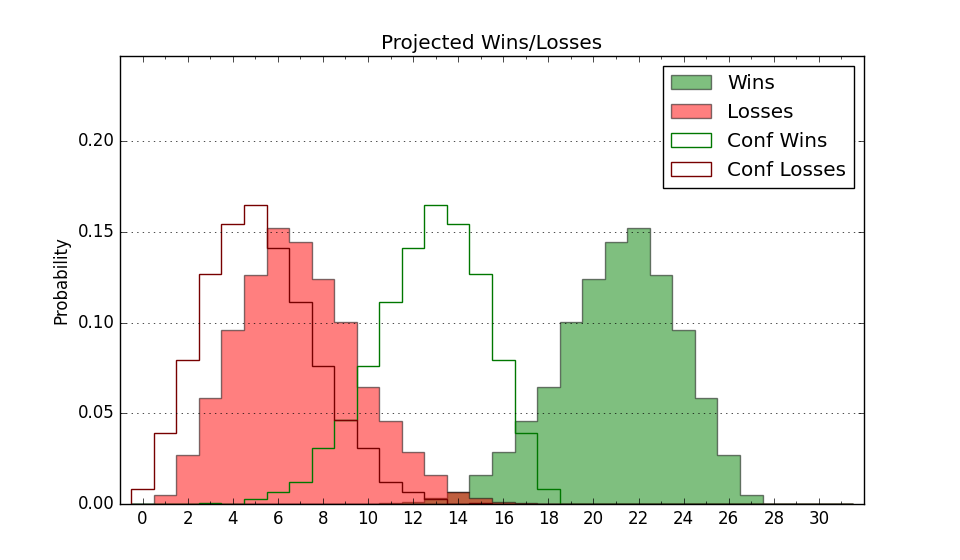 Projected Wins/Losses
Wins
Losses
Conf Wins
Conf Losses
Probability
0.20
0.15
0.10
0.05
0.00
0 2 4 6 8 10 12 14 16 18 20 22 24 26 28 30